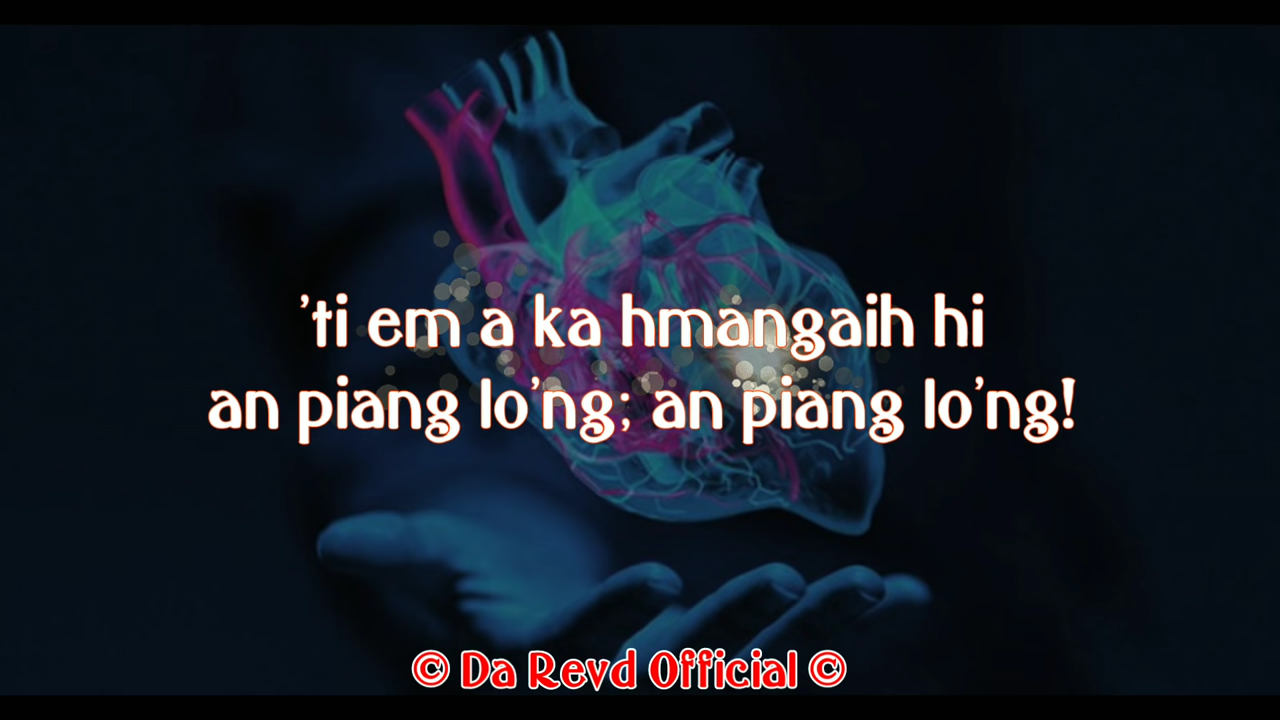 'ti em a ka hmangaih hi
an piang lo'ng; an piang lo'ng!
© Da Revd Official ©